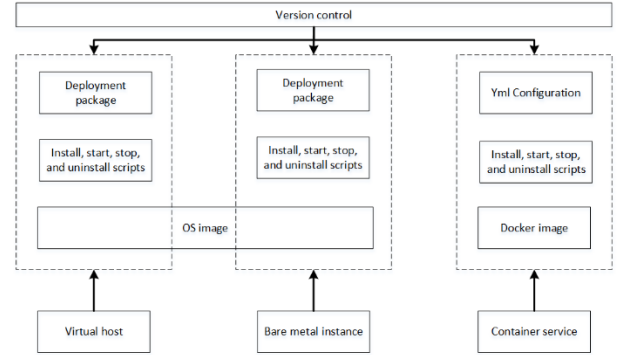 Version control
Deployment
package
Deployment
package
Yml Configuration
Install, start, stop,
and uninstall scripts
Install, start, stop,
and uninstall scripts
Install, start, stop,
and uninstall scripts
OS image
Docker image
Virtual host
Bare metal instance
Container service